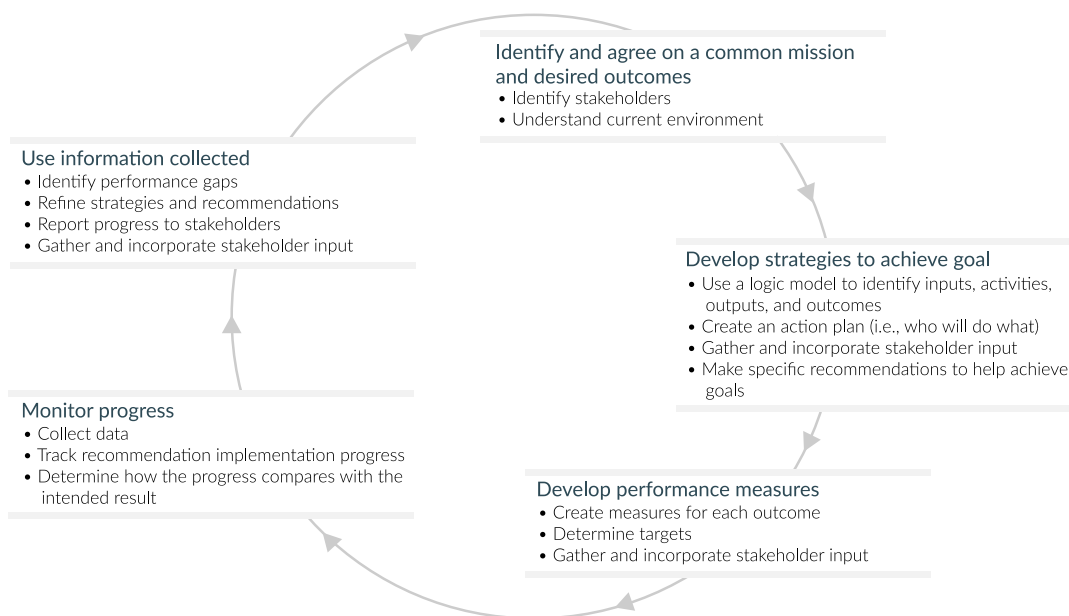 Identify and agree on a common mission
and desired outcomes
• Identify stakeholders
• Understand current environment
Develop strategies to achieve goal
• Use a logic model to identify inputs, activities,
outputs, and outcomes
• Create an action plan (i.e., who will do what)
• Gather and incorporate stakeholder input
• Make specific recommendations to help achieve
goals
Develop performance measures
• Create measures for each outcome
• Determine targets
• Gather and incorporate stakeholder input
Monitor progress
• Collect data
• Track recommendation implementation progress
• Determine how the progress compares with the
intended result
Use information collected
• Identify performance gaps
• Refine strategies and recommendations
• Report progress to stakeholders
• Gather and incorporate stakeholder input